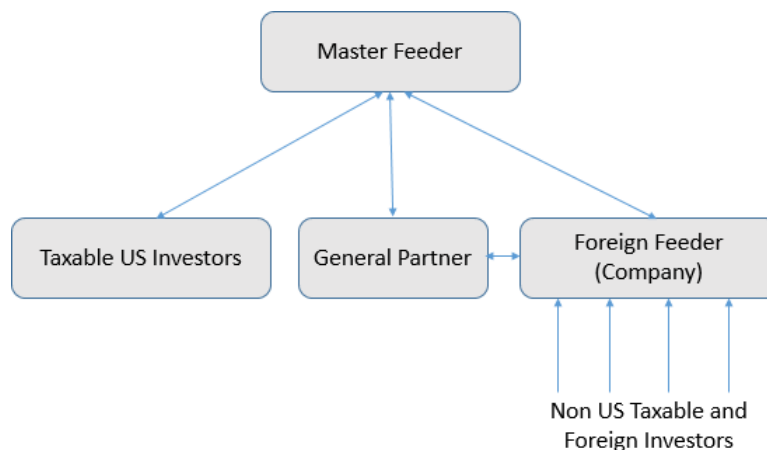 Master Feeder
Taxable US Investors
General Partner
Foreign Feeder
(Company)
Non US Taxable and
Foreign Investors